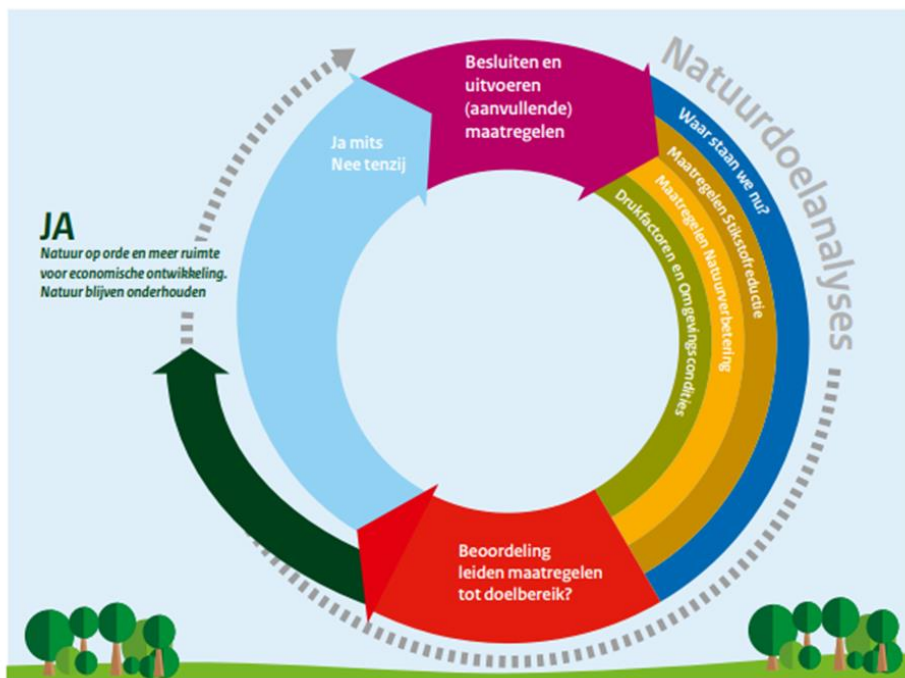 Natuurdoelanalyses
Besluiten en
uitvoeren
(aanvullende)
maatregelen
Waar staan we nu?
Maatregelen Stikstofreductie
Maatregelen Natuurverbetering
Drukfactoren en Omgevingscondities
Ja mits
Nee tenzij
JA
Natuur op orde en meer ruimte
voor economische ontwikkeling.
Natuur blijven onderhouden
Beoordeling
leiden maatregelen
tot doelbereik?